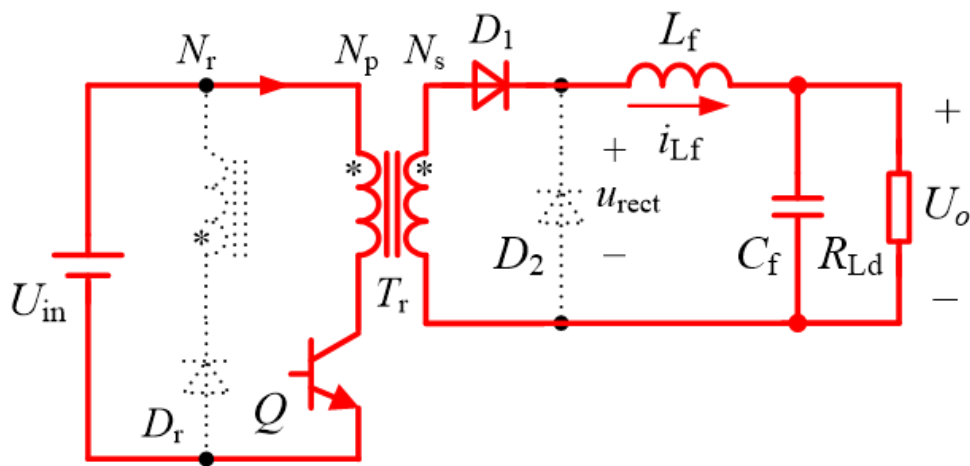 Nr Np Ns D1 Lf
* * * + iLf +
Uin urect Uo
D2 − Cf RLd −
Tr
Dr Q